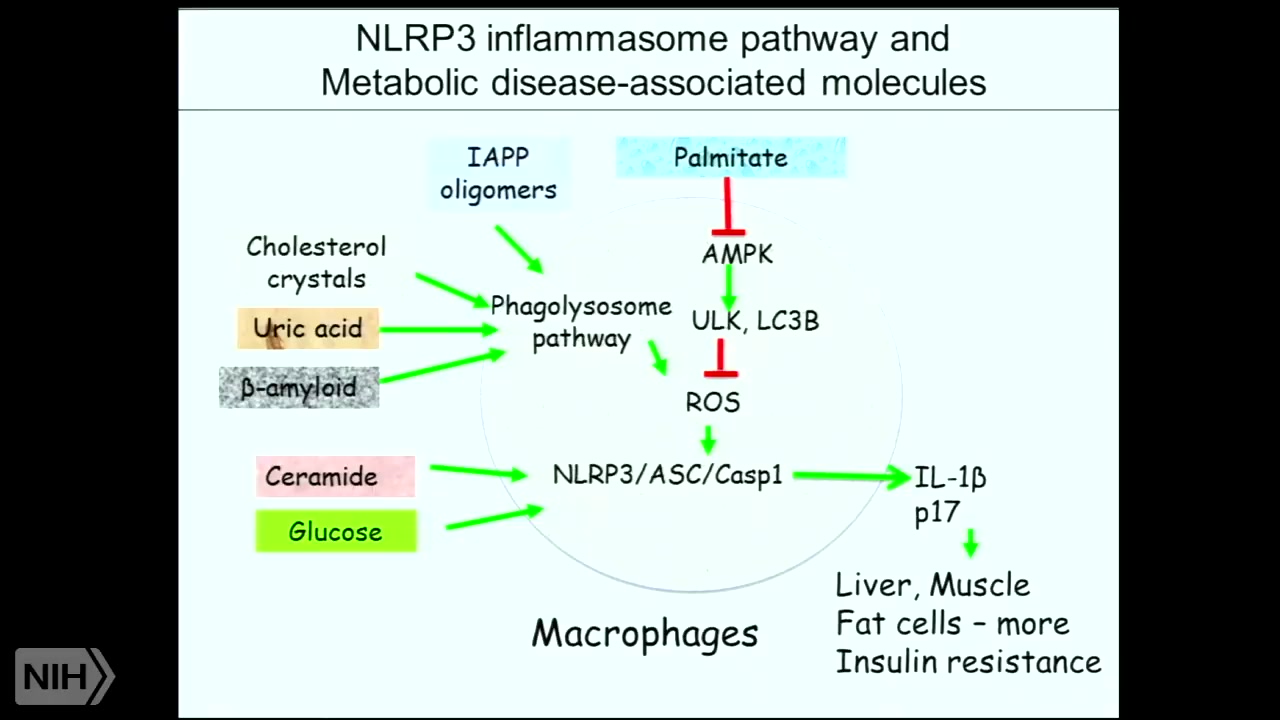 NLRP3 inflammasome pathway and
Metabolic disease-associated molecules
IAPP
oligomers
Palmitate
Cholesterol
crystals
AMPK
Uric acid
Phagolysosome
pathway
ULK, LC3B
β-amyloid
ROS
Ceramide
NLRP3/ASC/Casp1
IL-1β
p17
Glucose
Liver, Muscle
Fat cells – more
Insulin resistance
Macrophages
NIH